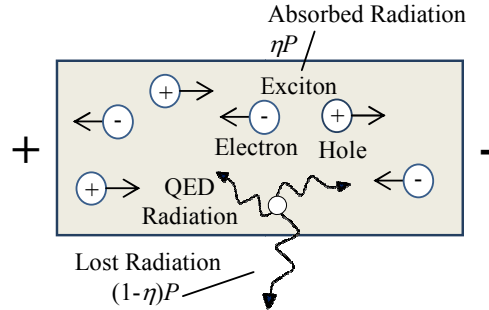 Absorbed Radiation
ηP
Exciton
+
-
-
+
Electron
Hole
+
-
+
QED
Radiation
-
Lost Radiation
(1-η)P